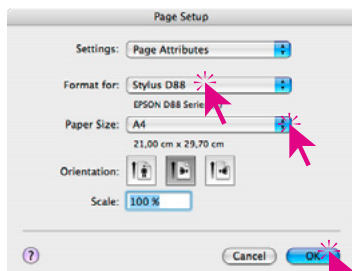 Page Setup
Settings: Page Attributes
Format for: Stylus D88
EPSON D88 Series
Paper Size: A4
21,00 cm x 29,70 cm
Orientation:
Scale: 100 %
? Cancel OK